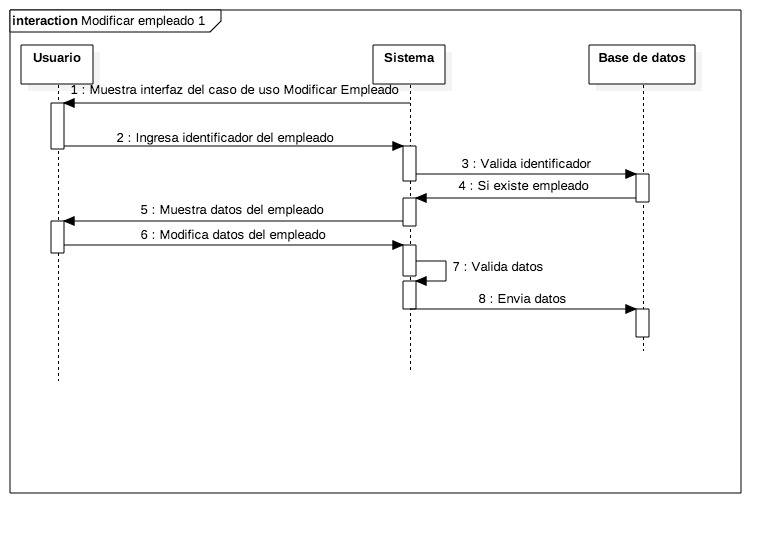 interaction Modificar empleado 1
Usuario
Sistema
Base de datos
1 : Muestra interfaz del caso de uso Modificar Empleado
2 : Ingresa identificador del empleado
3 : Valida identificador
4 : Si existe empleado
5 : Muestra datos del empleado
6 : Modifica datos del empleado
7 : Valida datos
8 : Envia datos